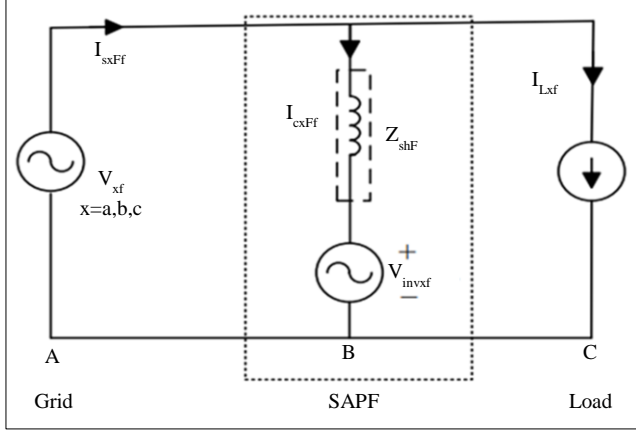 I_sxFf
I_cxFf
Z_shF
I_Lxf
V_xf
x=a,b,c
+
V_invxf
−
A
B
C
Grid
SAPF
Load